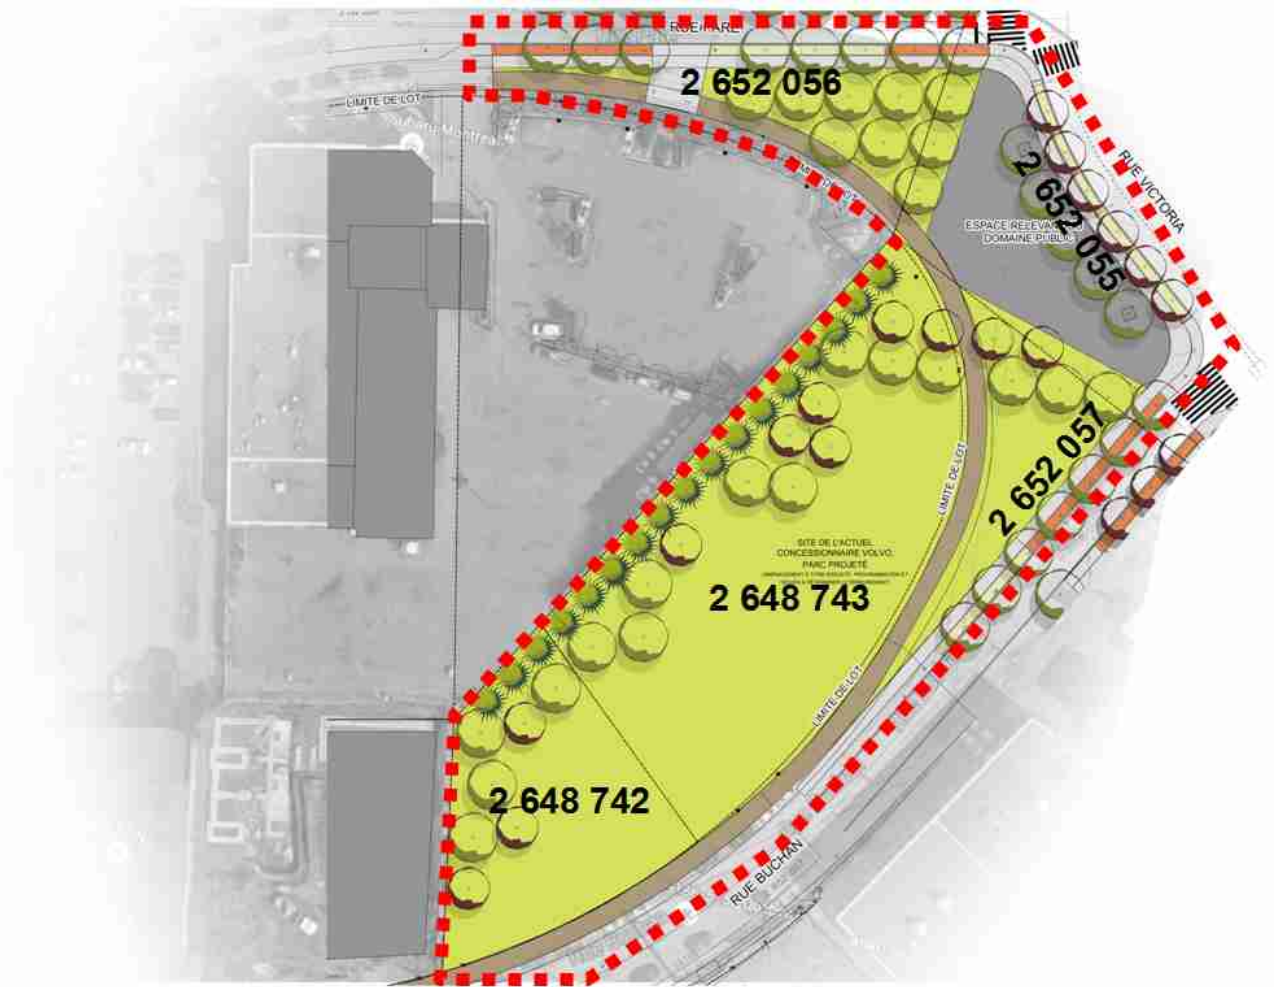 RUE PARÉ
2 652 056
LIMITE DE LOT
RUE VICTORIA
2 652 055
ESPACE RELEVANT
DOMAINE PUBLIC
2 652 057
LIMITE DE LOT
SITE DE L'ACTUEL
CONCESSIONNAIRE VOLVO.
PARC PROJETÉ
2 648 743
LIMITE DE LOT
2 648 742
RUE BUCHAN